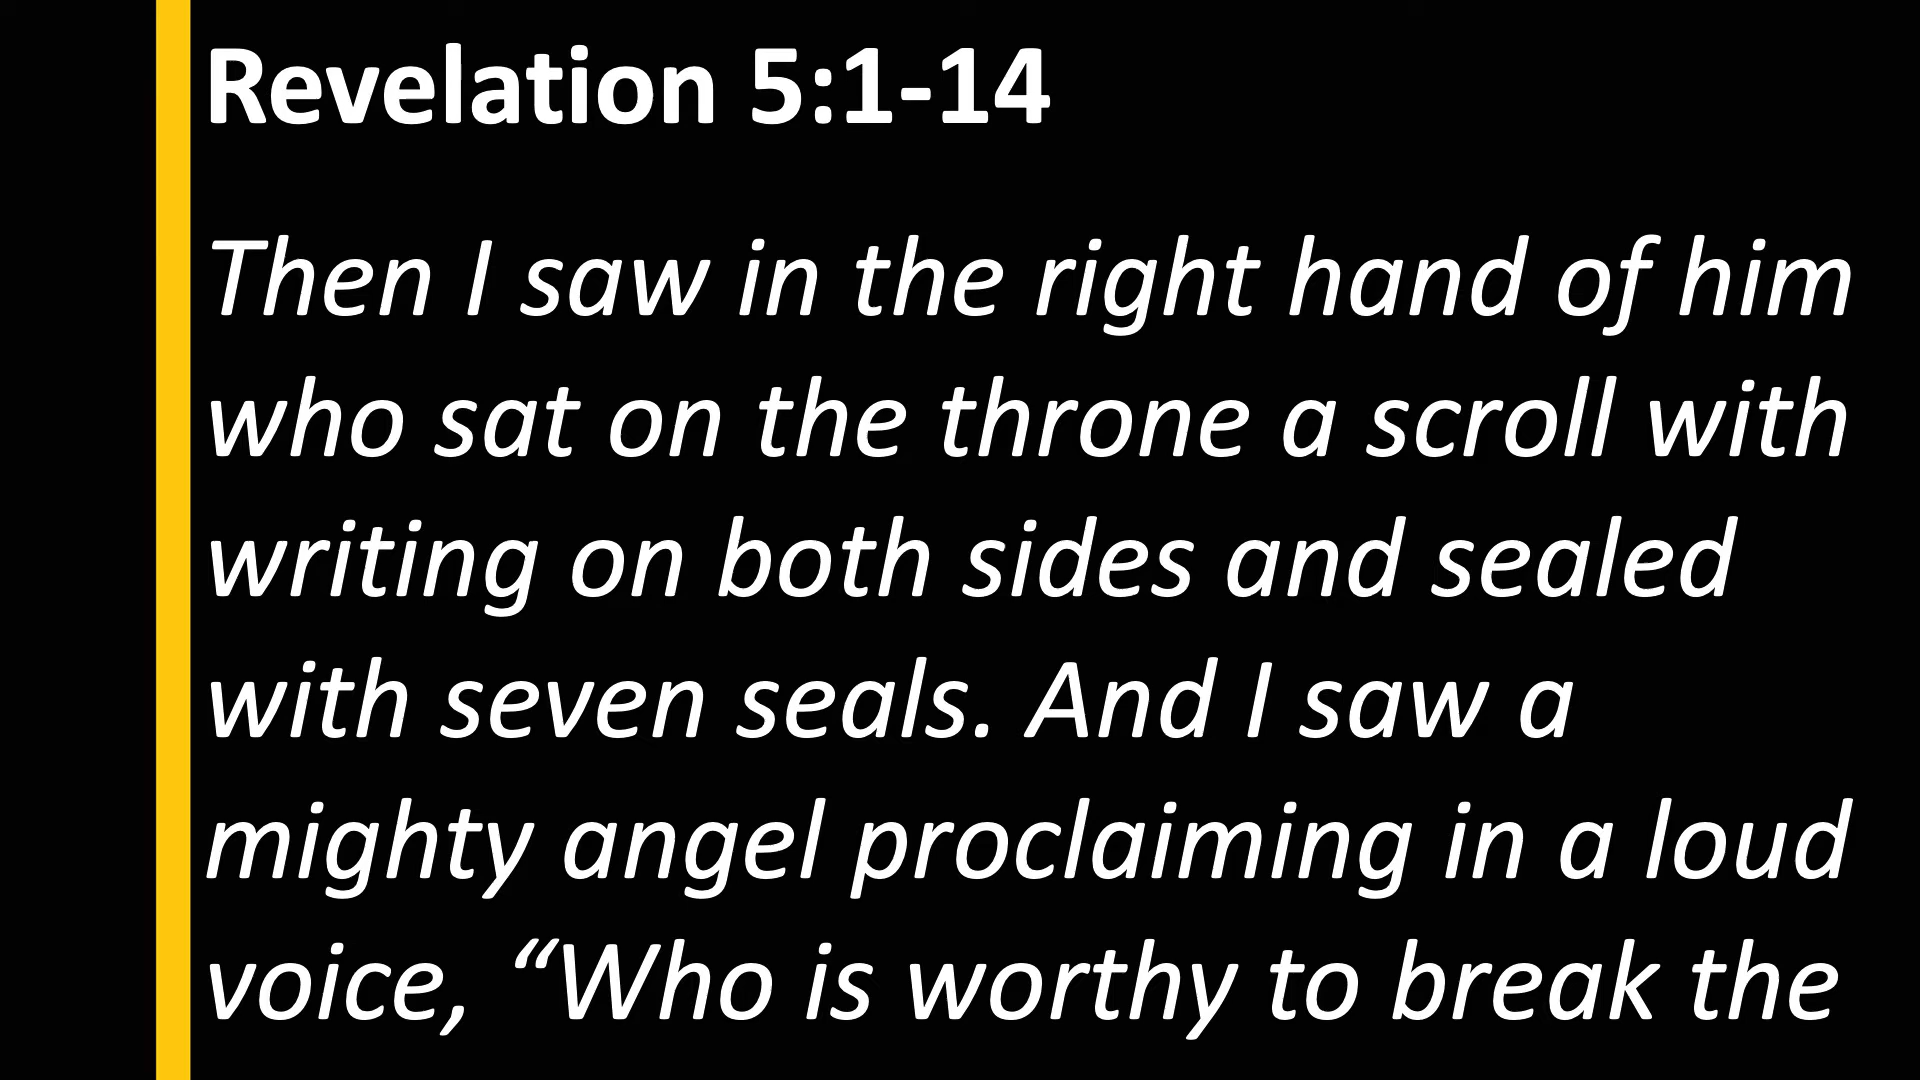 Revelation 5:1-14
Then I saw in the right hand of him
who sat on the throne a scroll with
writing on both sides and sealed
with seven seals. And I saw a
mighty angel proclaiming in a loud
voice, “Who is worthy to break the